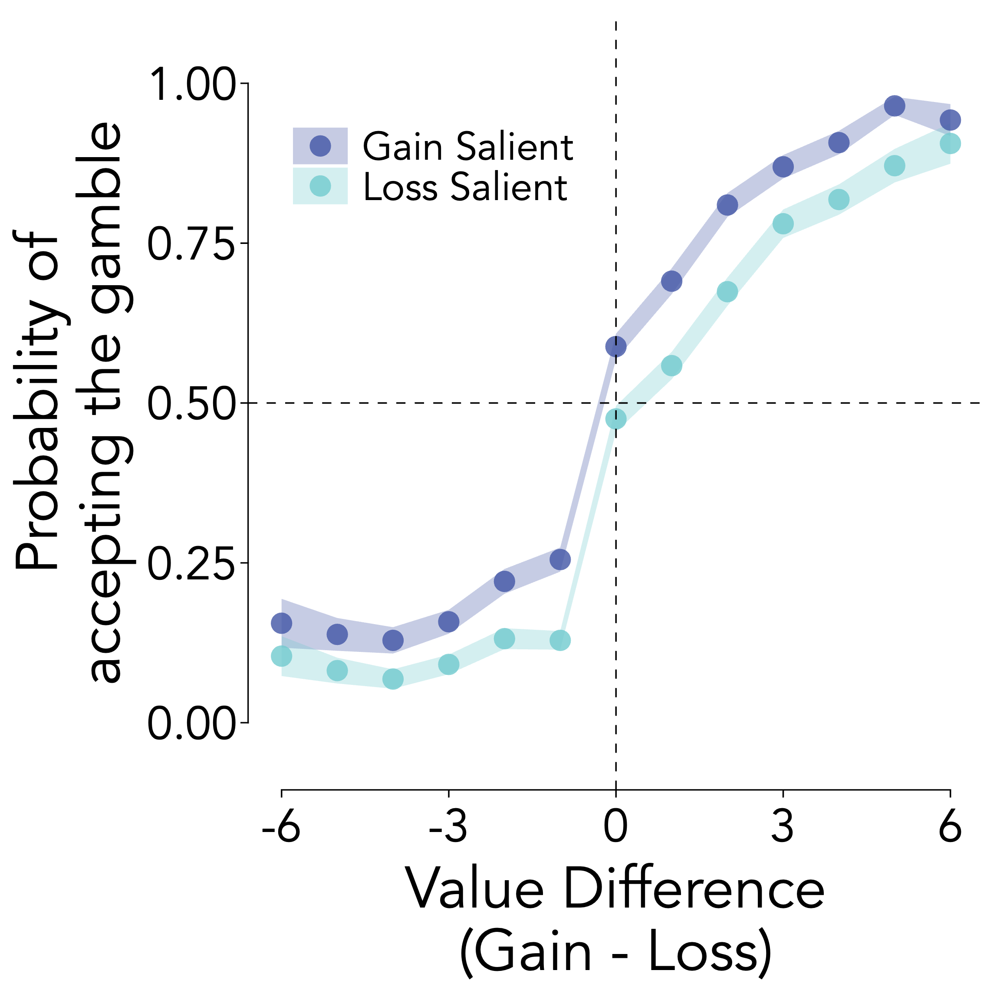 Probability of
accepting the gamble
1.00
0.75
0.50
0.25
0.00
Gain Salient
Loss Salient
-6 -3 0 3 6
Value Difference
(Gain - Loss)